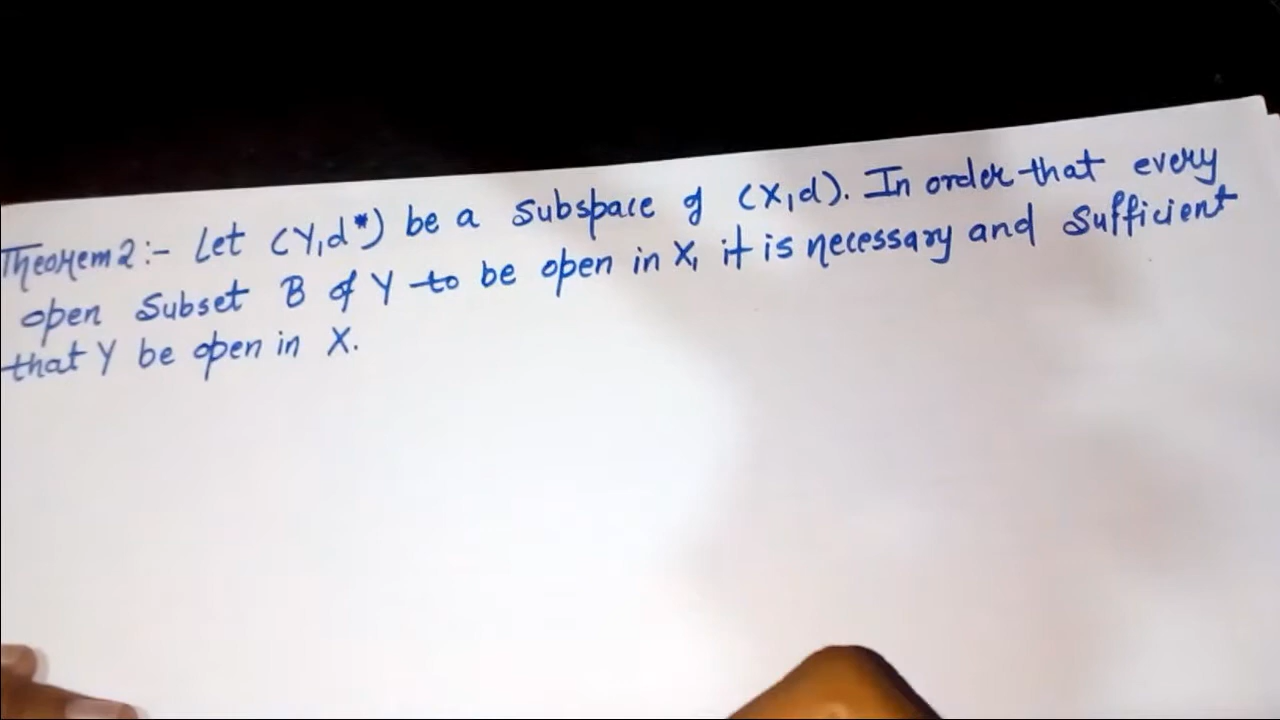 Theorem 2:- Let (Y,d*) be a subspace of (X,d). In order that every
open subset B of Y to be open in X, it is necessary and sufficient
that Y be open in X.